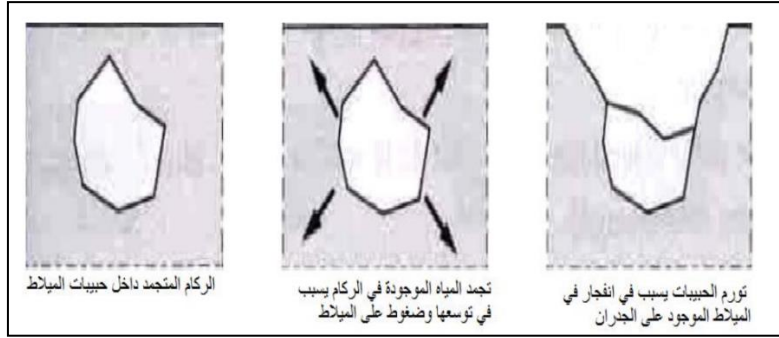 الركام المتجمد داخل حبيبات الميلاط
تجمد المياه الموجودة في الركام يسبب
في توسعها وضغوط على الميلاط
تورم الحبيبات يسبب في انفجار في
الميلاط الموجود على الجدران